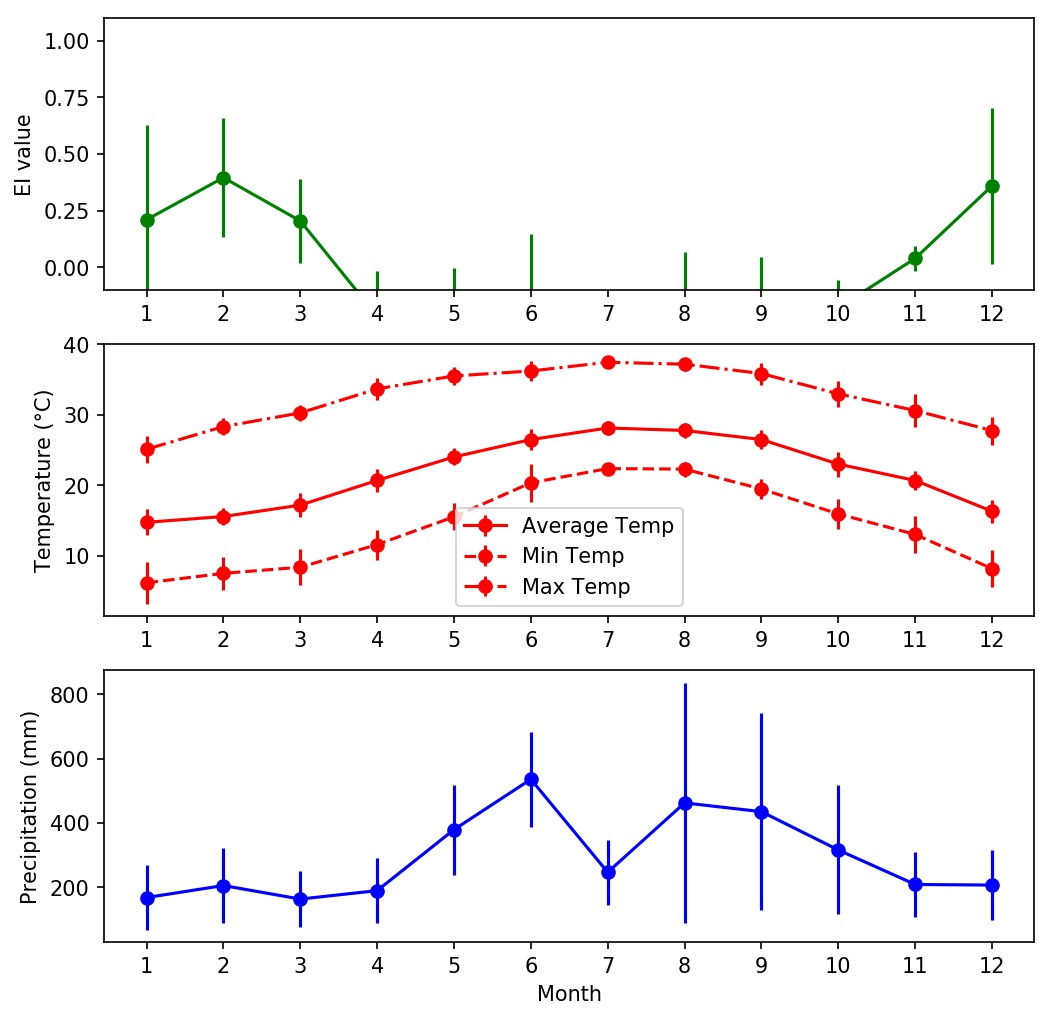 EI value
1.00
0.75
0.50
0.25
0.00
1 2 3 4 5 6 7 8 9 10 11 12
Temperature (°C)
40
30
20
10
Average Temp
Min Temp
Max Temp
1 2 3 4 5 6 7 8 9 10 11 12
Precipitation (mm)
800
600
400
200
1 2 3 4 5 6 7 8 9 10 11 12
Month